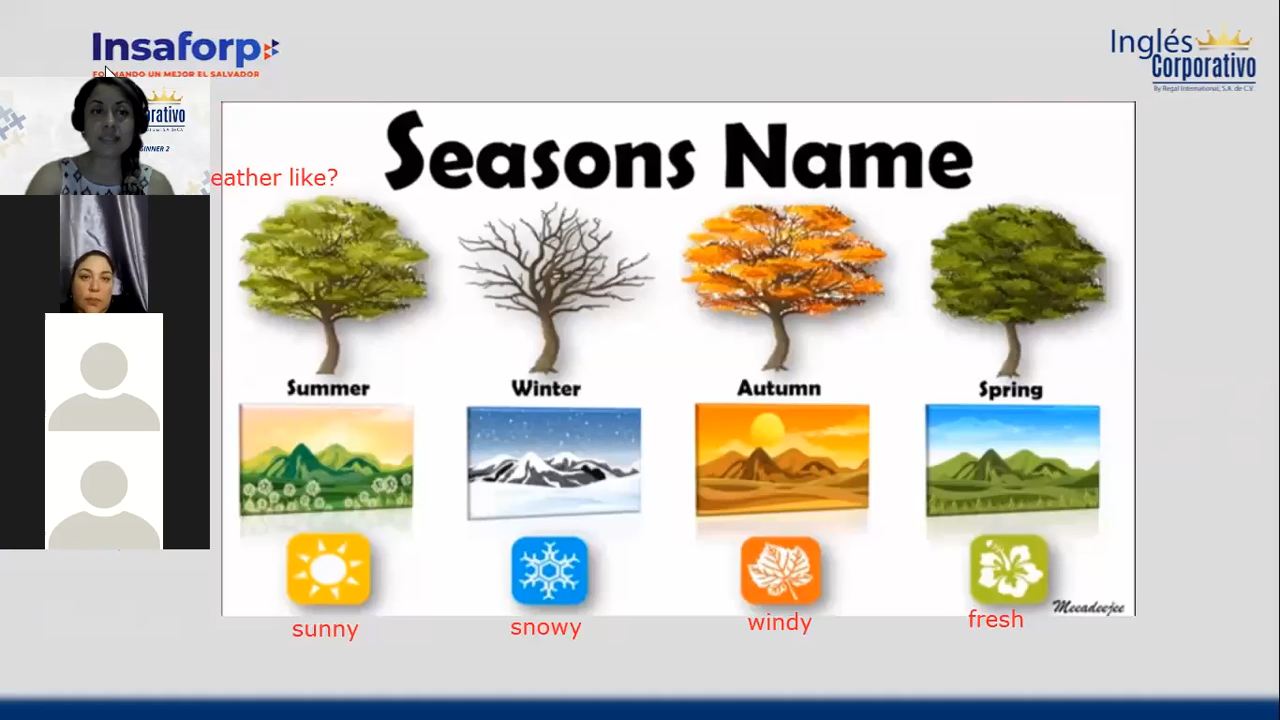 Insaforp
FORMANDO UN MEJOR EL SALVADOR
Inglés
Corporativo
By Regal International, S.A. de C.V.
orativo
INNER 2
eather like?
Seasons Name
Summer
Winter
Autumn
Spring
Meeadeejee
sunny
snowy
windy
fresh